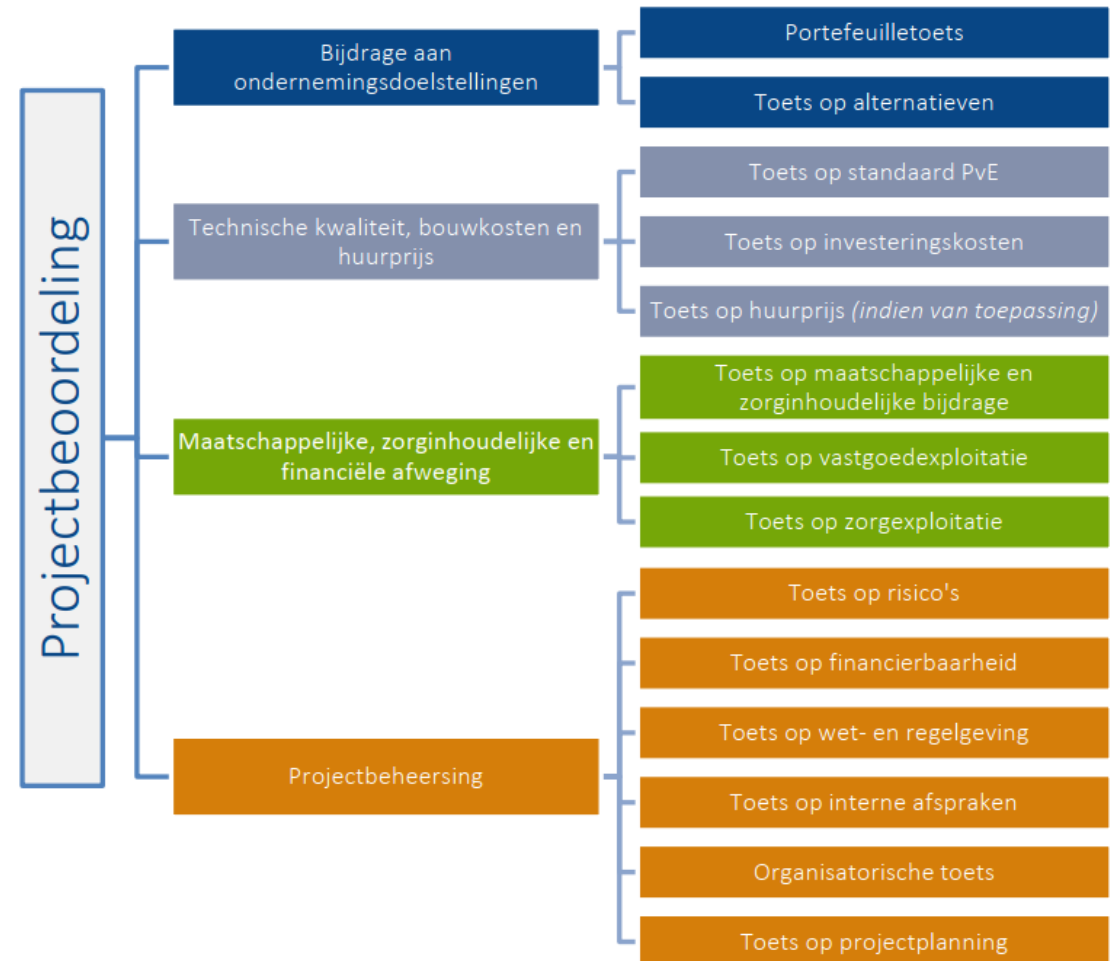 Projectbeoordeling
Bijdrage aan
ondernemingsdoelstellingen
Portefeuilletoets
Toets op alternatieven
Technische kwaliteit, bouwkosten en
huurprijs
Toets op standaard PvE
Toets op investeringskosten
Toets op huurprijs (indien van toepassing)
Maatschappelijke, zorginhoudelijke en
financiële afweging
Toets op maatschappelijke en
zorginhoudelijke bijdrage
Toets op vastgoedexploitatie
Toets op zorgexploitatie
Projectbeheersing
Toets op risico's
Toets op financierbaarheid
Toets op wet- en regelgeving
Toets op interne afspraken
Organisatorische toets
Toets op projectplanning